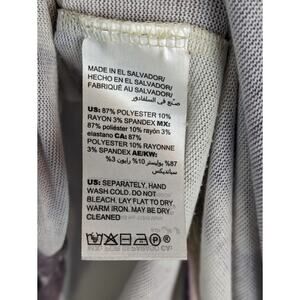 MADE IN EL SALVADOR/
HECHO EN EL SALVADOR/
FABRIQUÉ AU SALVADOR/
صنع في السلفادور
US: 87% POLYESTER 10%
RAYON 3% SPANDEX MX:
87% poliéster 10% rayón 3%
elastano CA: 87%
POLYESTER 10% RAYONNE
3% SPANDEX AE/KW:
87% بوليستر 10% رايون 3%
سبانديكس
US: SEPARATELY, HAND
WASH COLD. DO NOT
BLEACH, LAY FLAT TO DRY
WARM IRON. MAY BE DRY
CLEANED